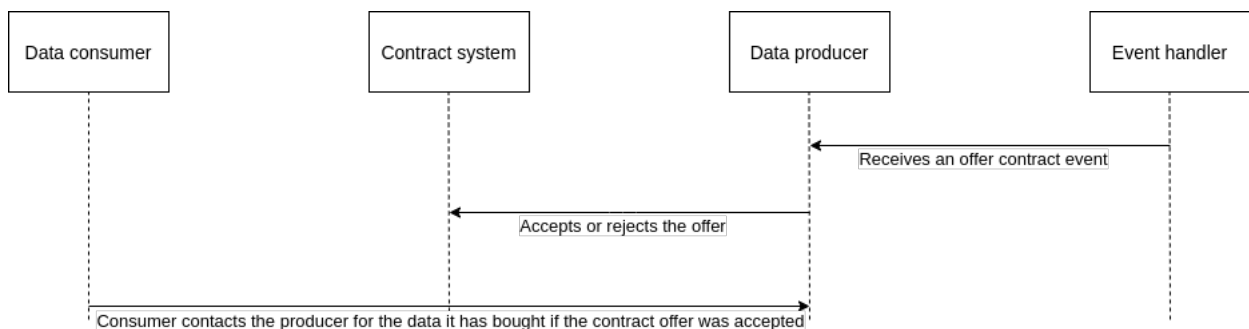 Data consumer
Contract system
Data producer
Event handler
Receives an offer contract event
Accepts or rejects the offer
Consumer contacts the producer for the data it has bought if the contract offer was accepted